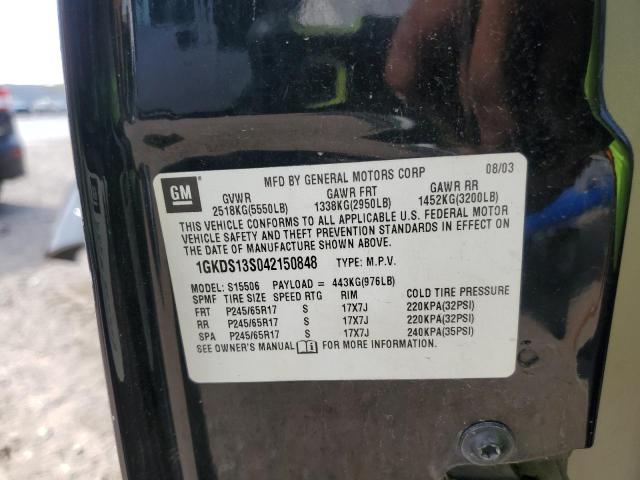 MFD BY GENERAL MOTORS CORP 08/03
GM
GVWR GAWR FRT GAWR RR
2518KG(5550LB) 1338KG(2950LB) 1452KG(3200LB)
THIS VEHICLE CONFORMS TO ALL APPLICABLE U.S. FEDERAL MOTOR
VEHICLE SAFETY AND THEFT PREVENTION STANDARDS IN EFFECT ON
THE DATE OF MANUFACTURE SHOWN ABOVE.
1GKDS13S042150848 TYPE: M.P.V.
MODEL: S15506 PAYLOAD = 443KG(976LB)
SPMF TIRE SIZE SPEED RTG RIM COLD TIRE PRESSURE
FRT P245/65R17 S 17X7J 220KPA(32PSI)
RR P245/65R17 S 17X7J 220KPA(32PSI)
SPA P245/65R17 S 17X7J 240KPA(35PSI)
SEE OWNER'S MANUAL FOR MORE INFORMATION.